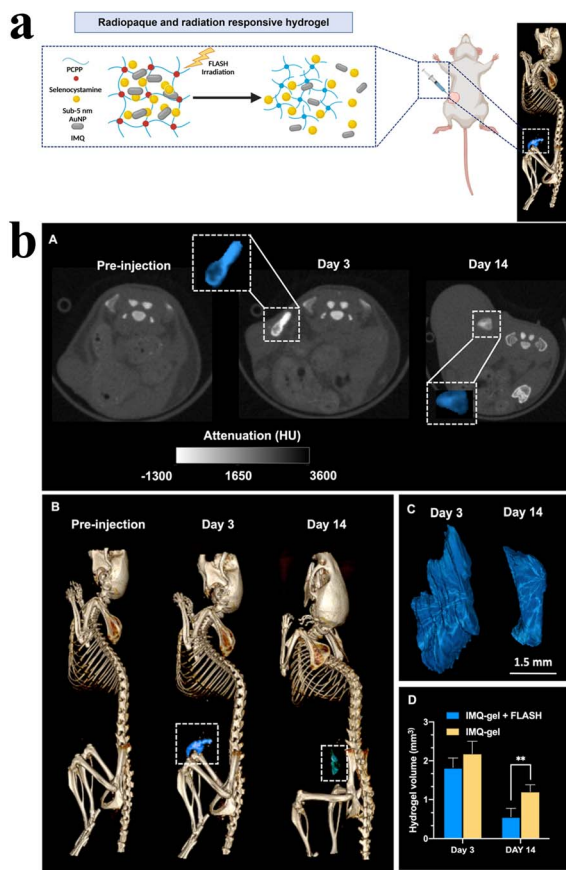 a
Radiopaque and radiation responsive hydrogel
PCPP
Selenocystamine
Sub-5 nm
AuNP
IMQ
FLASH
Irradiation
b
A
Pre-injection
Day 3
Day 14
Attenuation (HU)
-1300
1650
3600
B
Pre-injection
Day 3
Day 14
C
Day 3
Day 14
1.5 mm
D
IMQ-gel + FLASH
IMQ-gel
Hydrogel volume (mm³)
3
2
1
0
**
Day 3
DAY 14